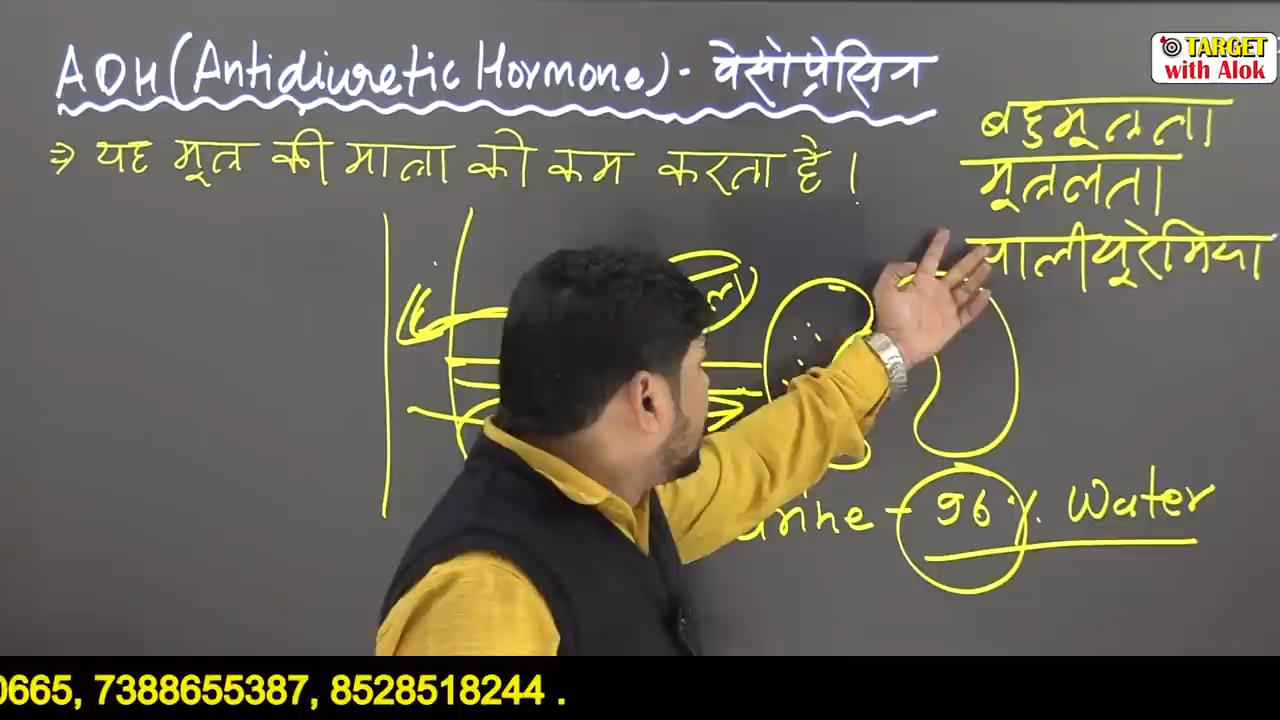 ADH (Antidiuretic Hormone) - वेसोप्रेसिन
⇒ यह मूत्र की मात्रा को कम करता है।
बहुमूत्रता
मूत्रलता
पालीयूरेमिया
Urine - 96% Water
TARGET
with Alok
0665, 7388655387, 8528518244 .